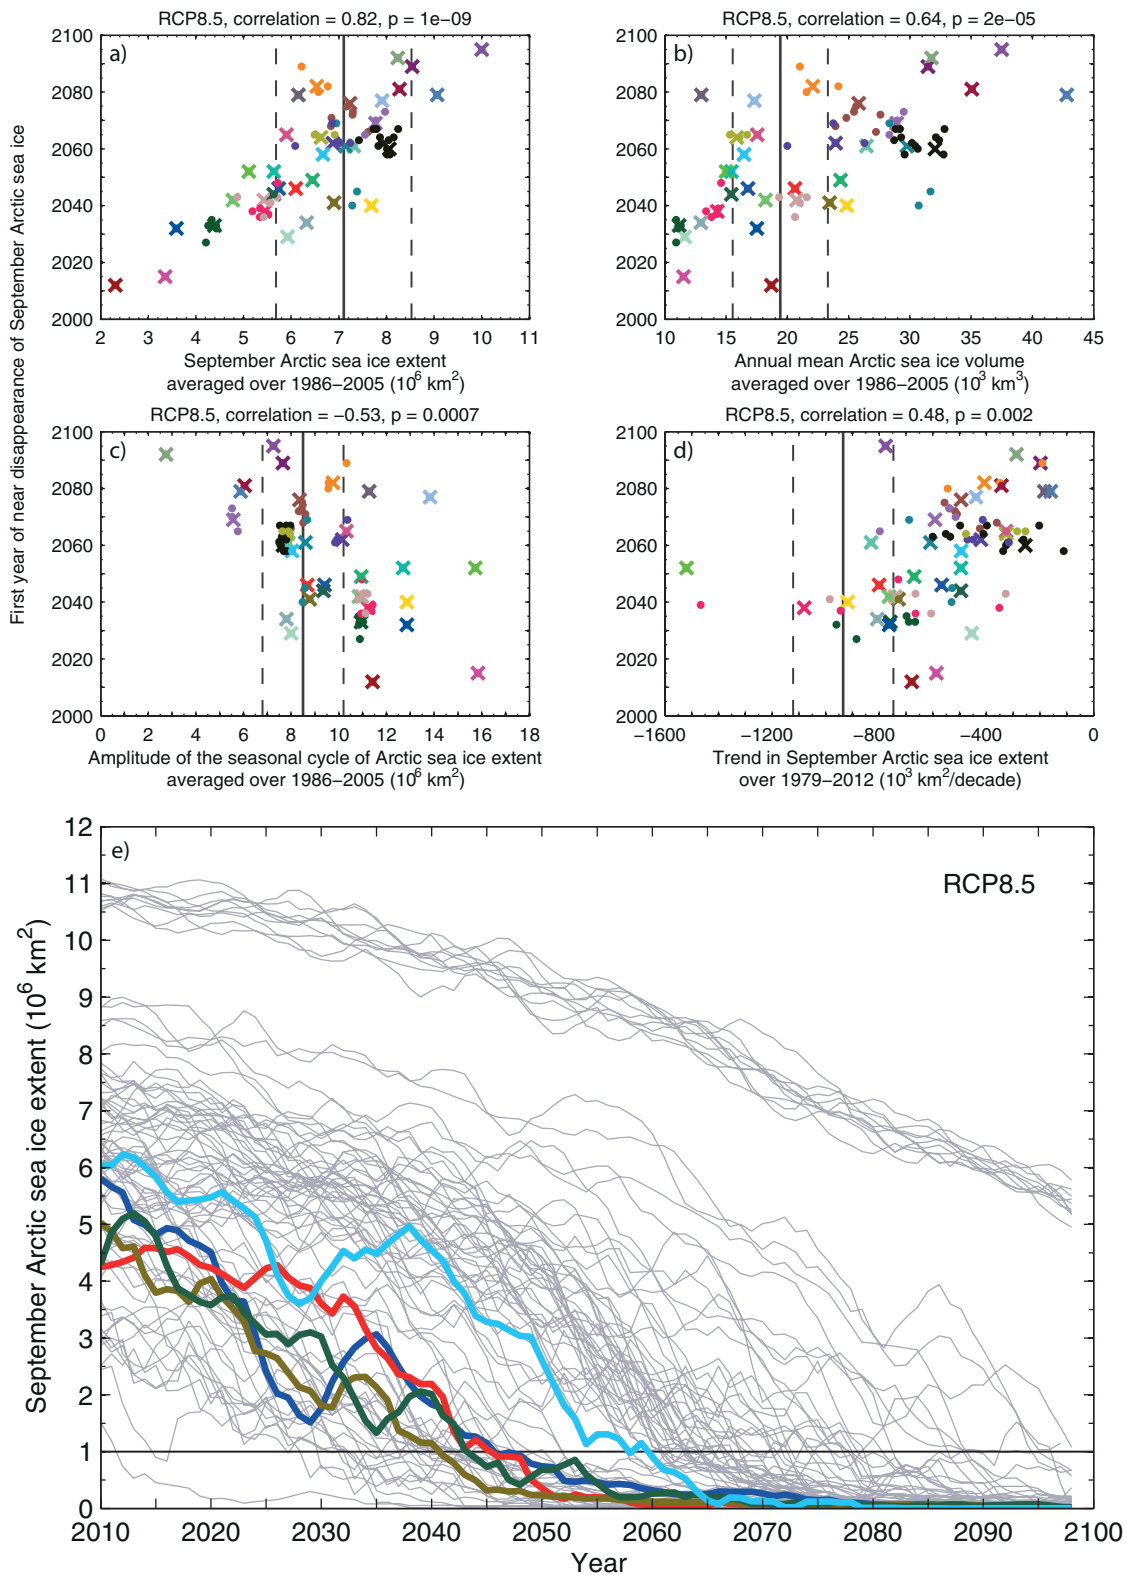 RCP8.5, correlation = 0.82, p = 1e−09
a)
2100
2080
2060
2040
2020
2000
2 3 4 5 6 7 8 9 10 11
September Arctic sea ice extent
averaged over 1986−2005 (10⁶ km²)
RCP8.5, correlation = 0.64, p = 2e−05
b)
2100
2080
2060
2040
2020
2000
10 15 20 25 30 35 40 45
Annual mean Arctic sea ice volume
averaged over 1986−2005 (10³ km³)
First year of near disappearance of September Arctic sea ice
RCP8.5, correlation = −0.53, p = 0.0007
c)
2100
2080
2060
2040
2020
2000
0 2 4 6 8 10 12 14 16 18
Amplitude of the seasonal cycle of Arctic sea ice extent
averaged over 1986−2005 (10⁶ km²)
RCP8.5, correlation = 0.48, p = 0.002
d)
2100
2080
2060
2040
2020
2000
−1600 −1200 −800 −400 0
Trend in September Arctic sea ice extent
over 1979−2012 (10³ km²/decade)
e)
RCP8.5
12
11
10
9
8
7
6
5
4
3
2
1
0
September Arctic sea ice extent (10⁶ km²)
2010 2020 2030 2040 2050 2060 2070 2080 2090 2100
Year